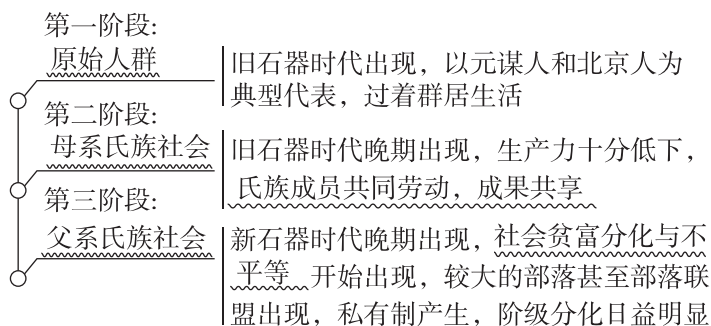 第一阶段:
原始人群
旧石器时代出现，以元谋人和北京人为
典型代表，过着群居生活
第二阶段:
母系氏族社会
旧石器时代晚期出现，生产力十分低下，
氏族成员共同劳动，成果共享
第三阶段:
父系氏族社会
新石器时代晚期出现，社会贫富分化与不
平等开始出现，较大的部落甚至部落联
盟出现，私有制产生，阶级分化日益明显